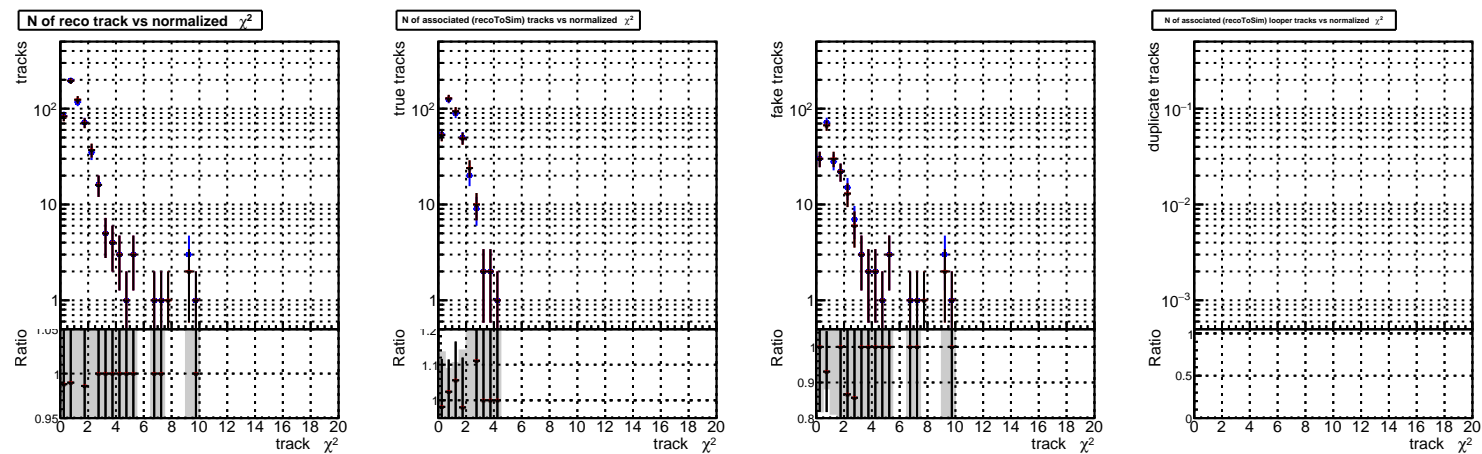 N of reco track vs normalized χ²
tracks
10²
10
1
Ratio
1.05
1
0.95
0 2 4 6 8 10 12 14 16 18 20
track χ²
N of associated (recoToSim) tracks vs normalized χ²
true tracks
10²
10
1
Ratio
1.2
1.1
1
0 2 4 6 8 10 12 14 16 18 20
track χ²
fake tracks
10²
10
1
Ratio
1
0.9
0.8
0 2 4 6 8 10 12 14 16 18 20
track χ²
N of associated (recoToSim) looper tracks vs normalized χ²
duplicate tracks
10⁻¹
10⁻²
10⁻³
Ratio
1
0.5
0
0 2 4 6 8 10 12 14 16 18 20
track χ²